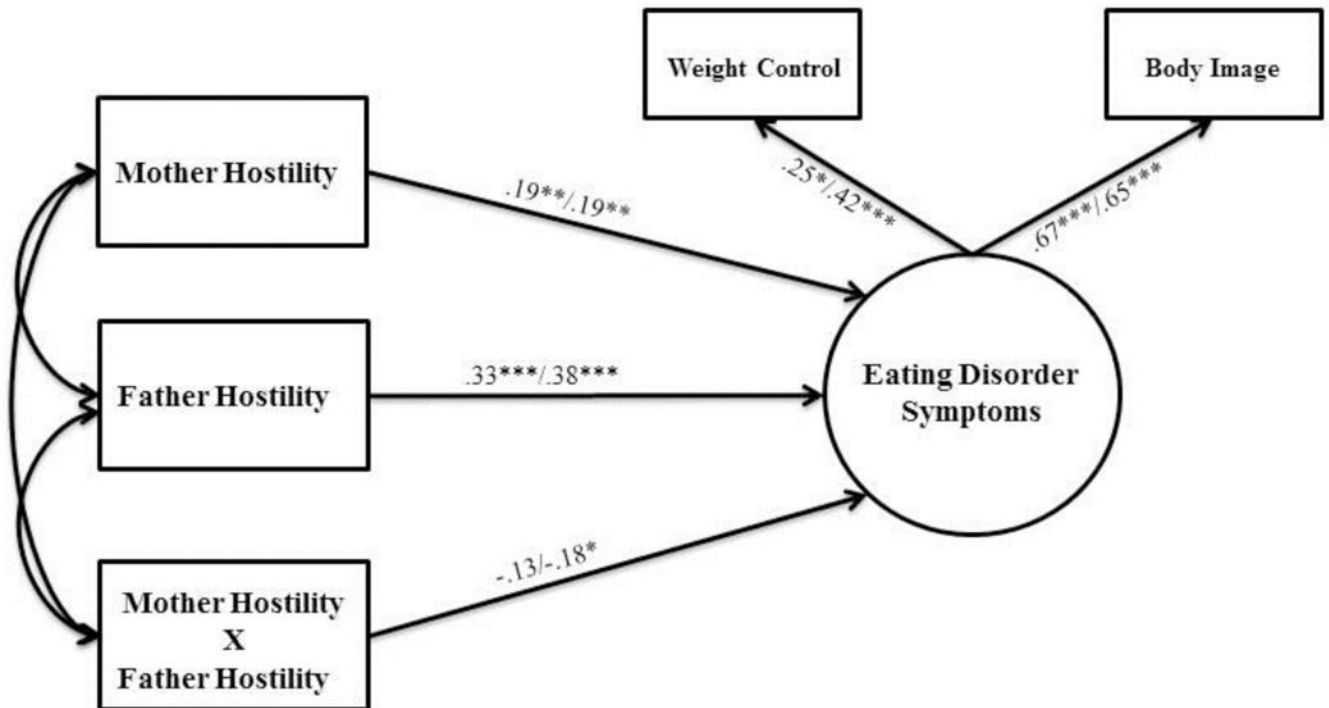 Weight Control
Body Image
Mother Hostility
.19**/.19**
.25*/.42***
.67***/.65***
Father Hostility
.33***/.38***
Eating Disorder
Symptoms
-.13/-.18*
Mother Hostility
X
Father Hostility